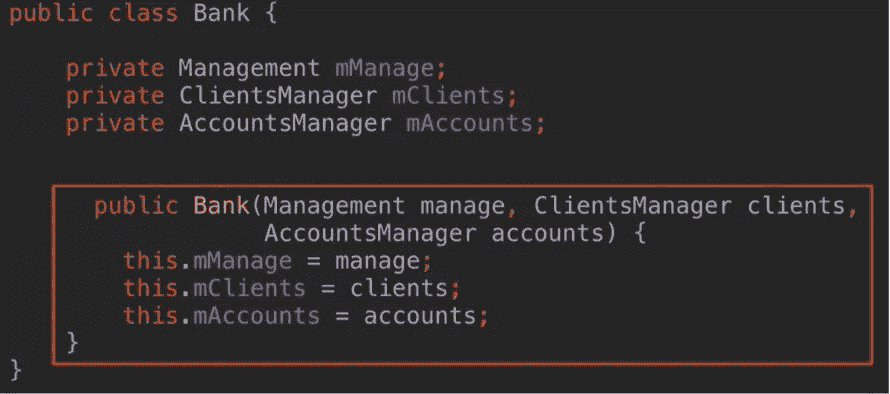 public class Bank {
private Management mManage;
private ClientsManager mClients;
private AccountsManager mAccounts;
public Bank(Management manage, ClientsManager clients,
AccountsManager accounts) {
this.mManage = manage;
this.mClients = clients;
this.mAccounts = accounts;
}
}